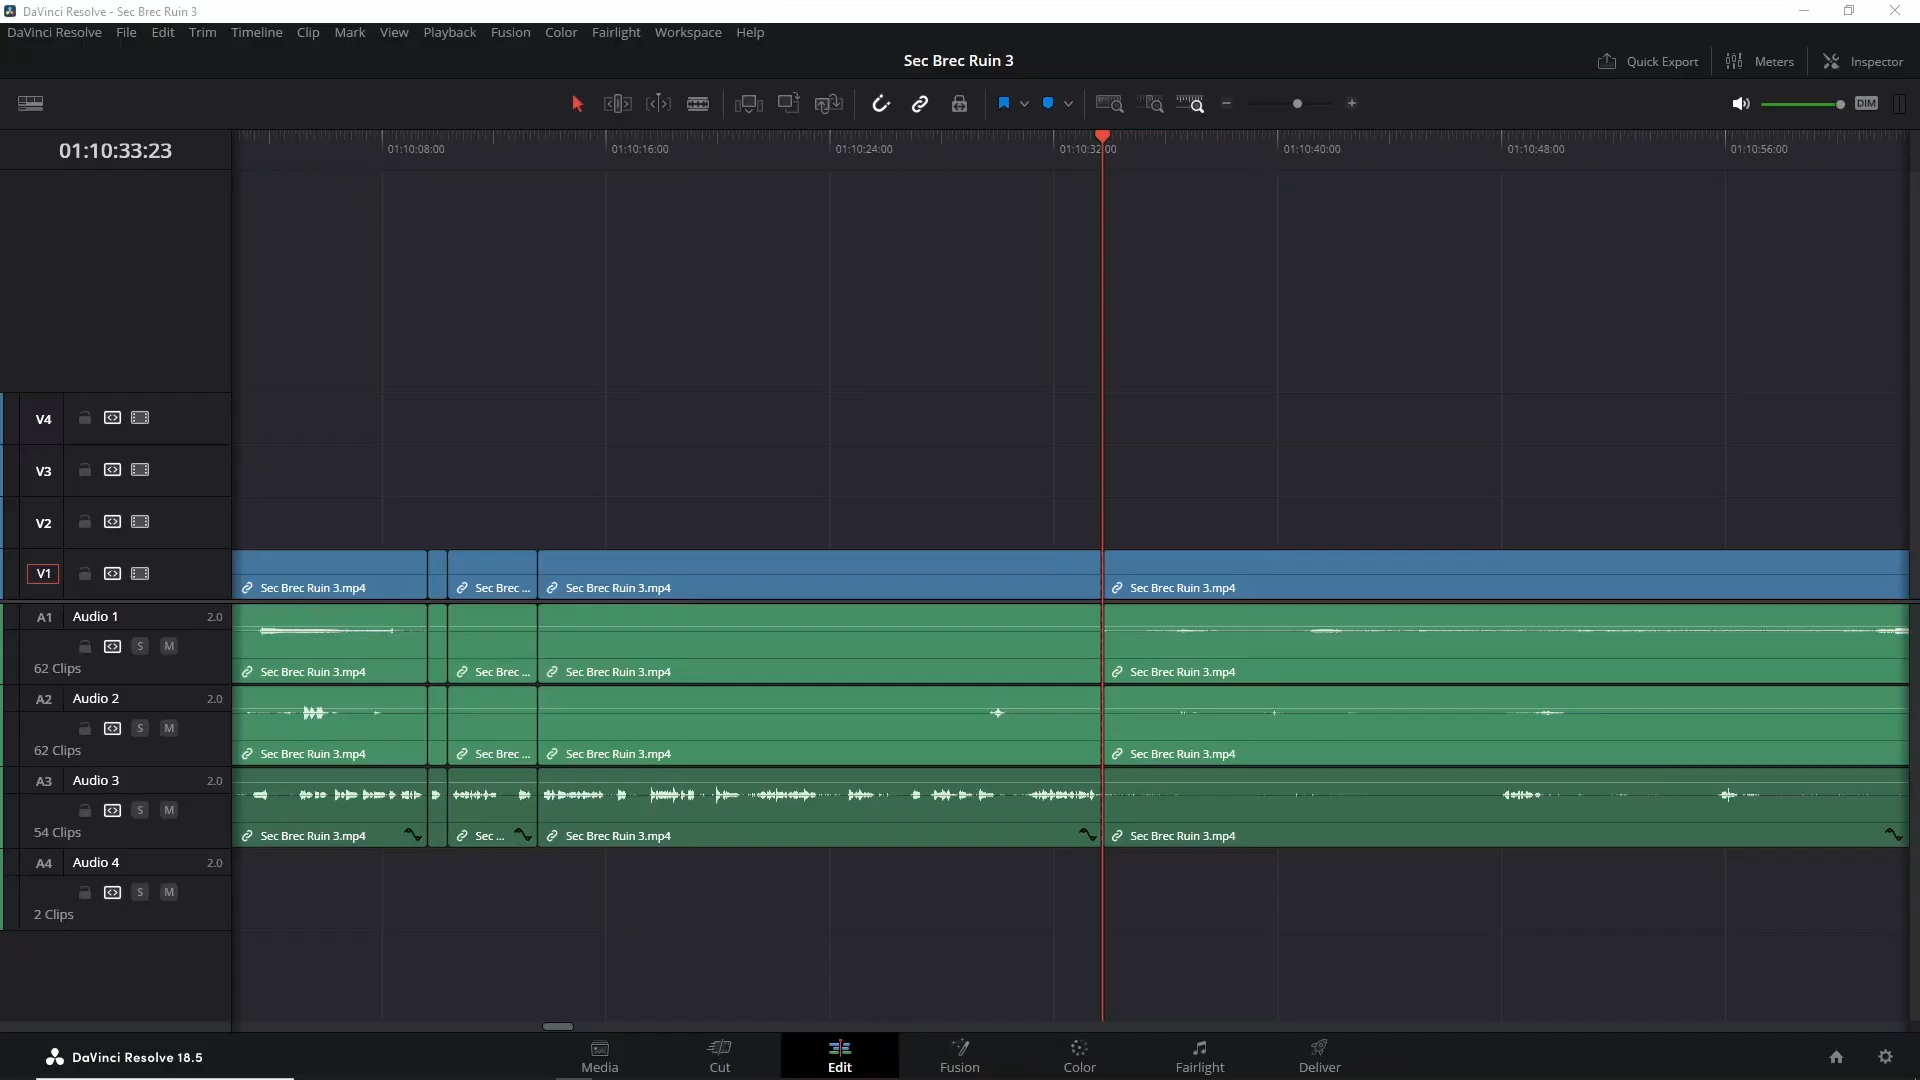 DaVinci Resolve - Sec Brec Ruin 3
DaVinci Resolve File Edit Trim Timeline Clip Mark View Playback Fusion Color Fairlight Workspace Help
Sec Brec Ruin 3
Quick Export Meters Inspector
DIM
01:10:33:23
01:10:08:00 01:10:16:00 01:10:24:00 01:10:32:00 01:10:40:00 01:10:48:00 01:10:56:00
V4
V3
V2
V1
Sec Brec Ruin 3.mp4 Sec Brec ... Sec Brec Ruin 3.mp4 Sec Brec Ruin 3.mp4
A1 Audio 1 2.0
S M
62 Clips
Sec Brec Ruin 3.mp4 Sec Brec ... Sec Brec Ruin 3.mp4 Sec Brec Ruin 3.mp4
A2 Audio 2 2.0
S M
62 Clips
Sec Brec Ruin 3.mp4 Sec Brec ... Sec Brec Ruin 3.mp4 Sec Brec Ruin 3.mp4
A3 Audio 3 2.0
S M
54 Clips
Sec Brec Ruin 3.mp4 Sec ... Sec Brec Ruin 3.mp4 Sec Brec Ruin 3.mp4
A4 Audio 4 2.0
S M
2 Clips
DaVinci Resolve 18.5
Media Cut Edit Fusion Color Fairlight Deliver